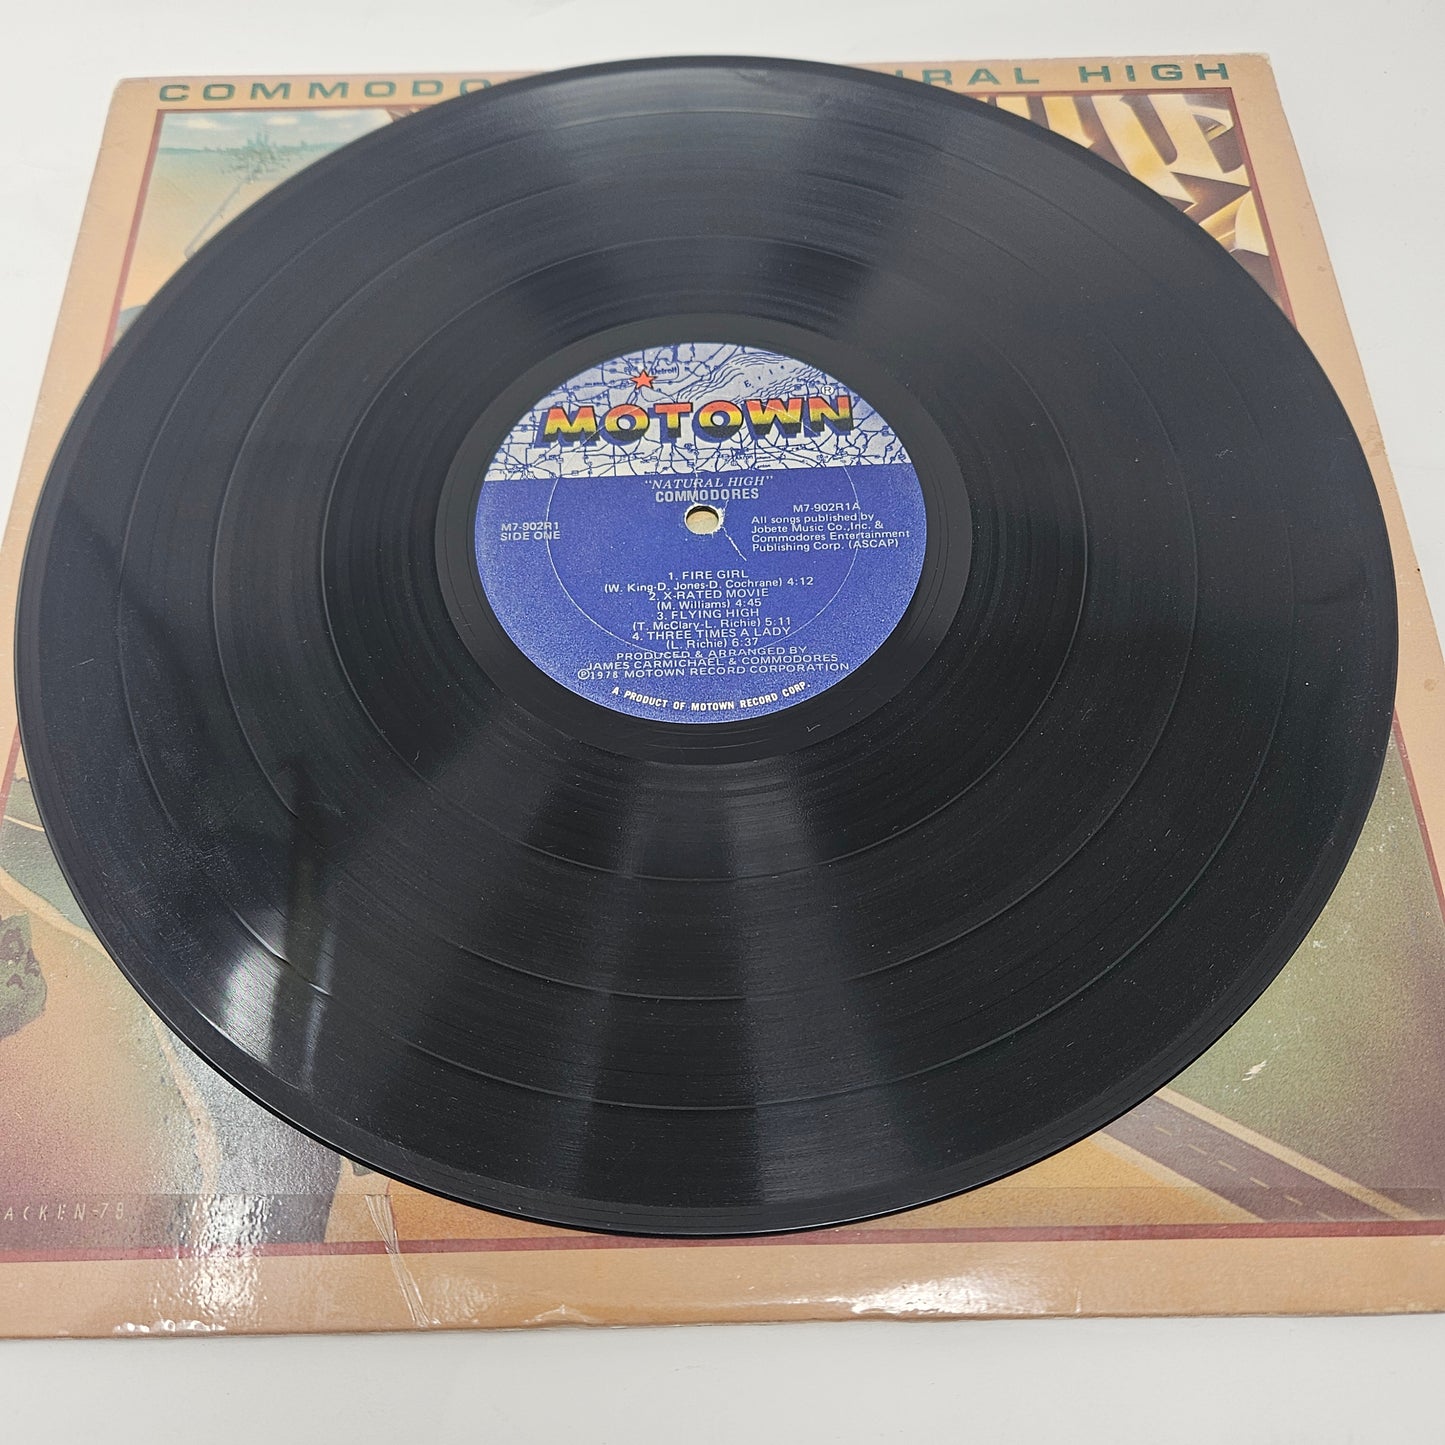 COMMODO URAL HIGH
Detroit
MOTOWN ®
"NATURAL HIGH"
COMMODORES
M7-902R1
SIDE ONE
M7-902R1A
All songs published by
Jobete Music Co.,Inc. &
Commodores Entertainment
Publishing Corp. (ASCAP)
1. FIRE GIRL
(W. King-D. Jones-D. Cochrane) 4:12
2. X-RATED MOVIE
(M. Williams) 4:45
3. FLYING HIGH
(T. McClary-L. Richie) 5:11
4. THREE TIMES A LADY
(L. Richie) 6:37
PRODUCED & ARRANGED BY
JAMES CARMICHAEL & COMMODORES
℗1978 MOTOWN RECORD CORPORATION
A PRODUCT OF MOTOWN RECORD CORP.
ACKEN-78